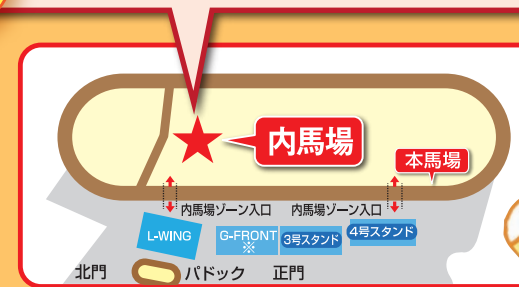 内馬場
本馬場
内馬場ゾーン入口 内馬場ゾーン入口
L-WING
G-FRONT
※
3号スタンド
4号スタンド
北門 パドック 正門